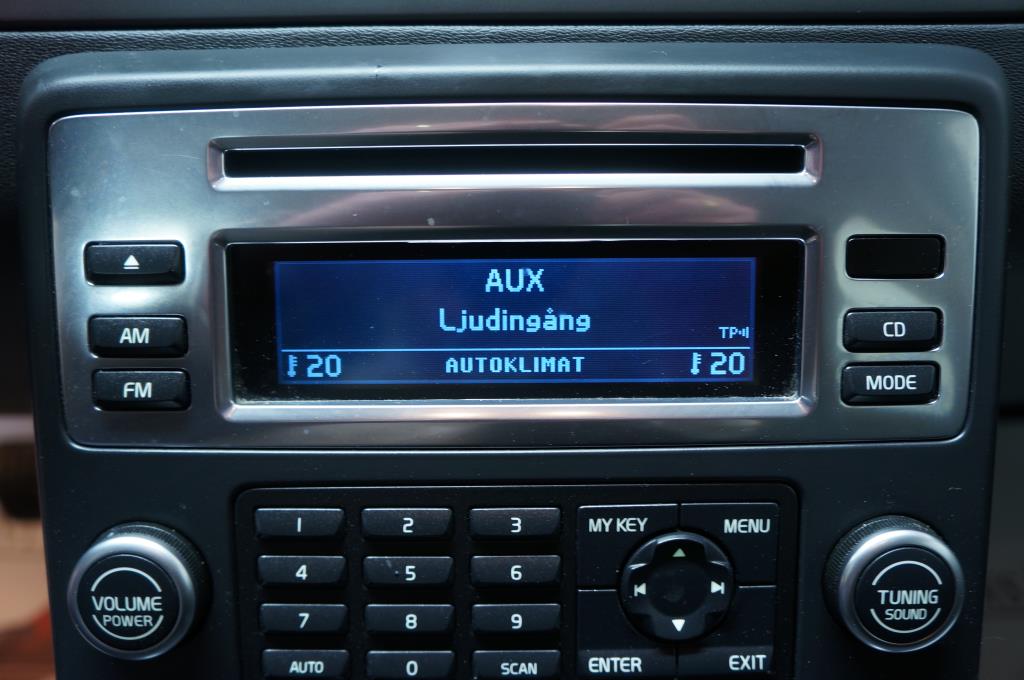 AUX
Ljudingång
TP
20 AUTOKLIMAT 20
AM
FM
CD
MODE
1 2 3
4 5 6
7 8 9
AUTO 0 SCAN
MY KEY MENU
ENTER EXIT
VOLUME
POWER
TUNING
SOUND